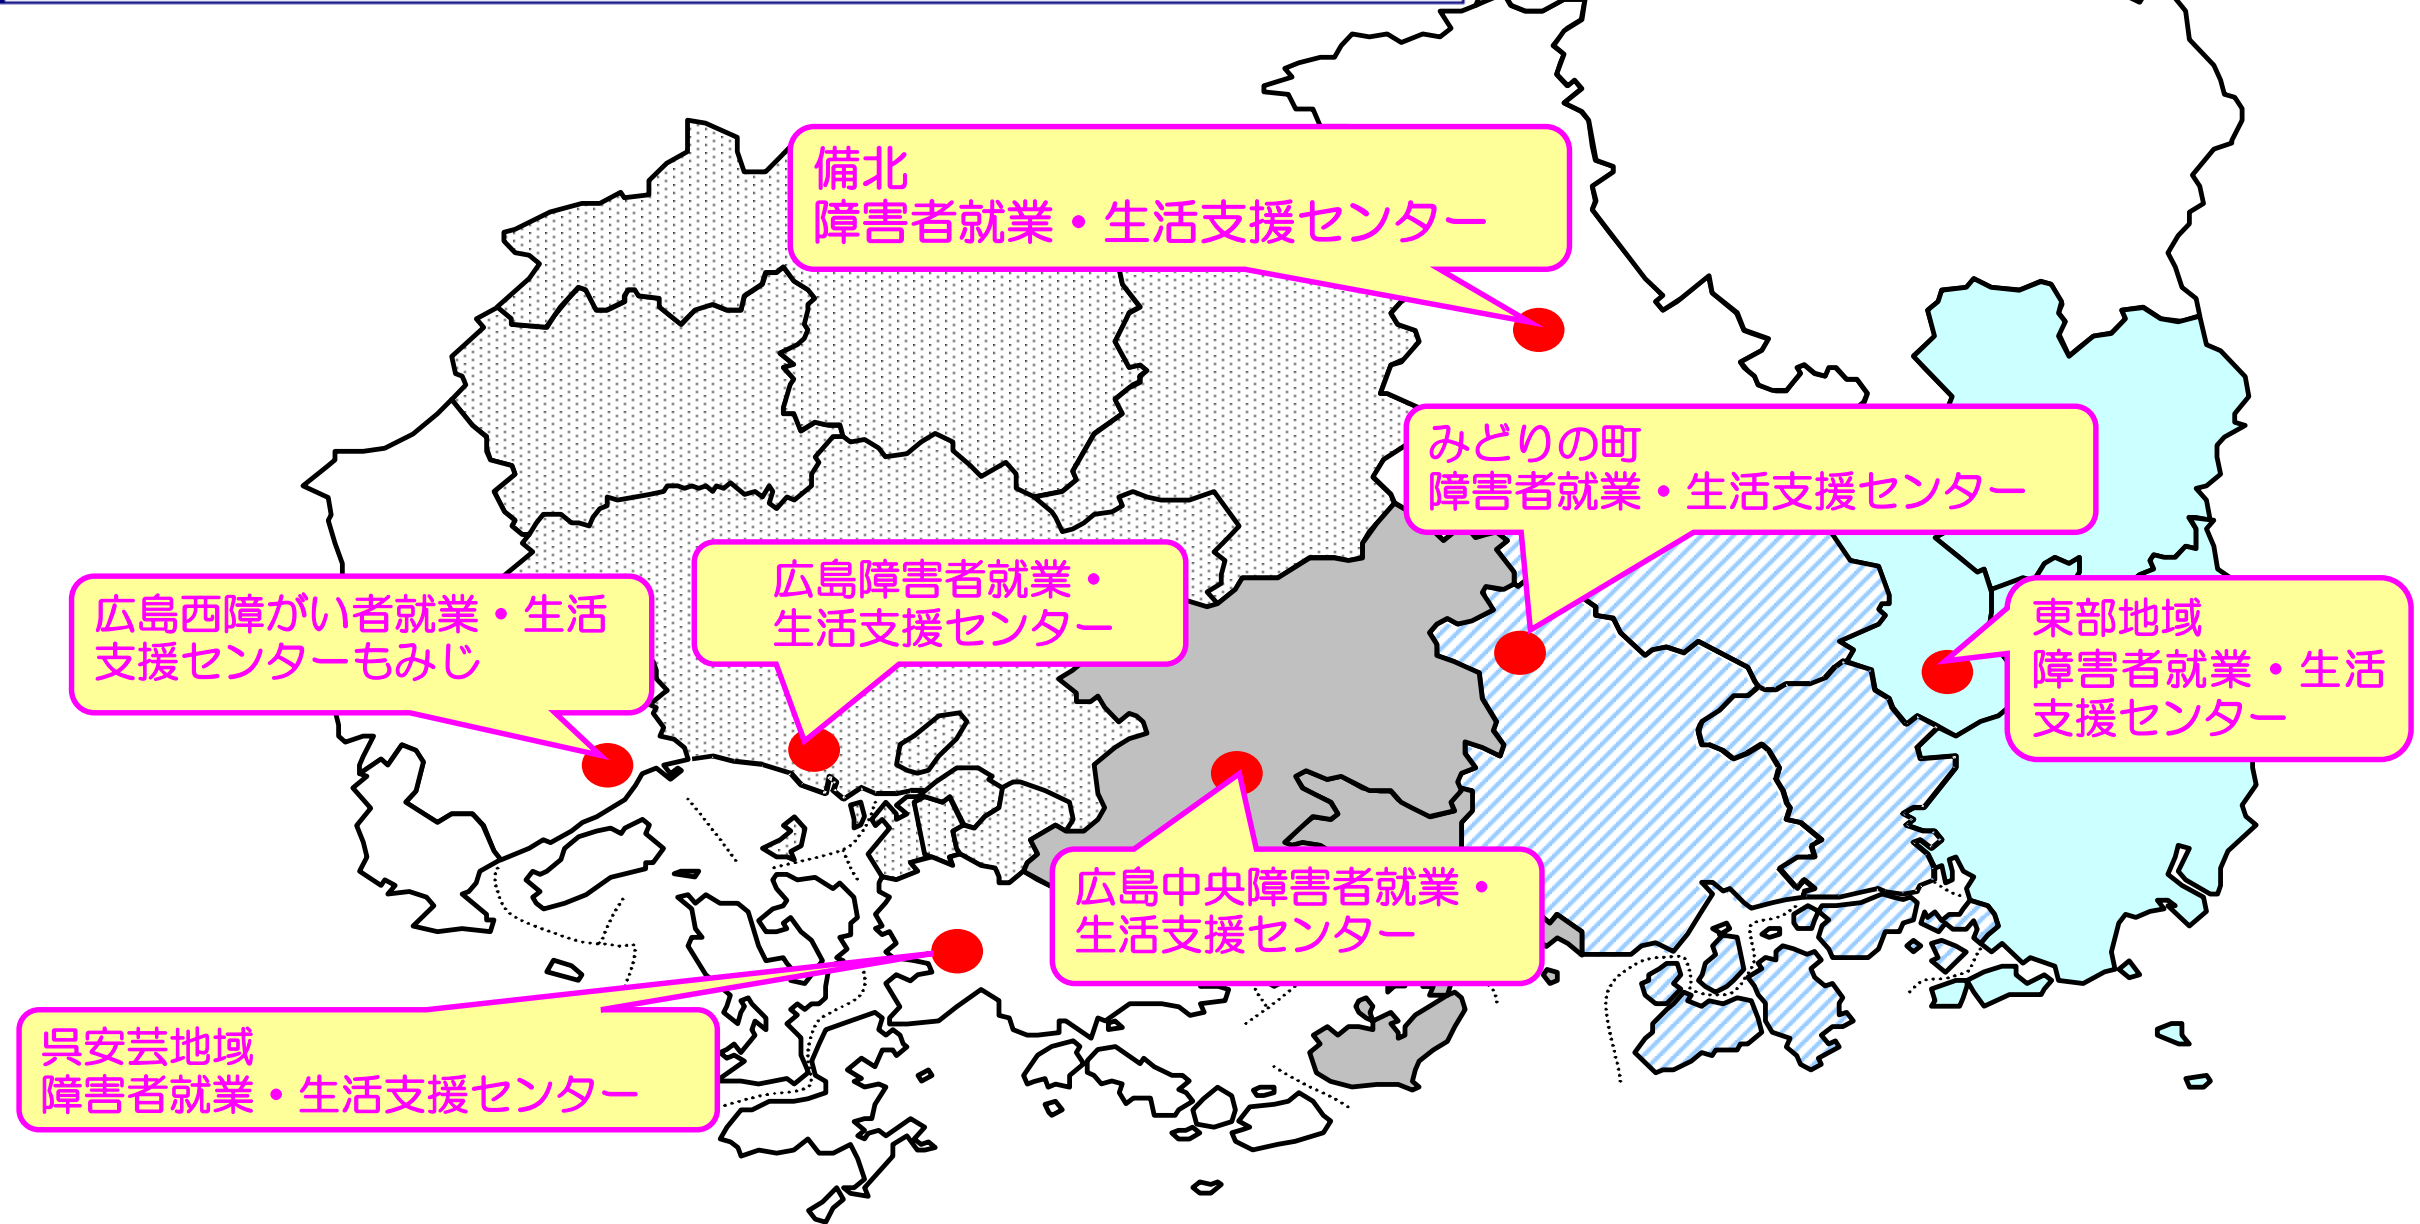 備北
障害者就業・生活支援センター
みどりの町
障害者就業・生活支援センター
広島障害者就業・
生活支援センター
広島西障がい者就業・生活
支援センターもみじ
東部地域
障害者就業・生活
支援センター
広島中央障害者就業・
生活支援センター
呉安芸地域
障害者就業・生活支援センター